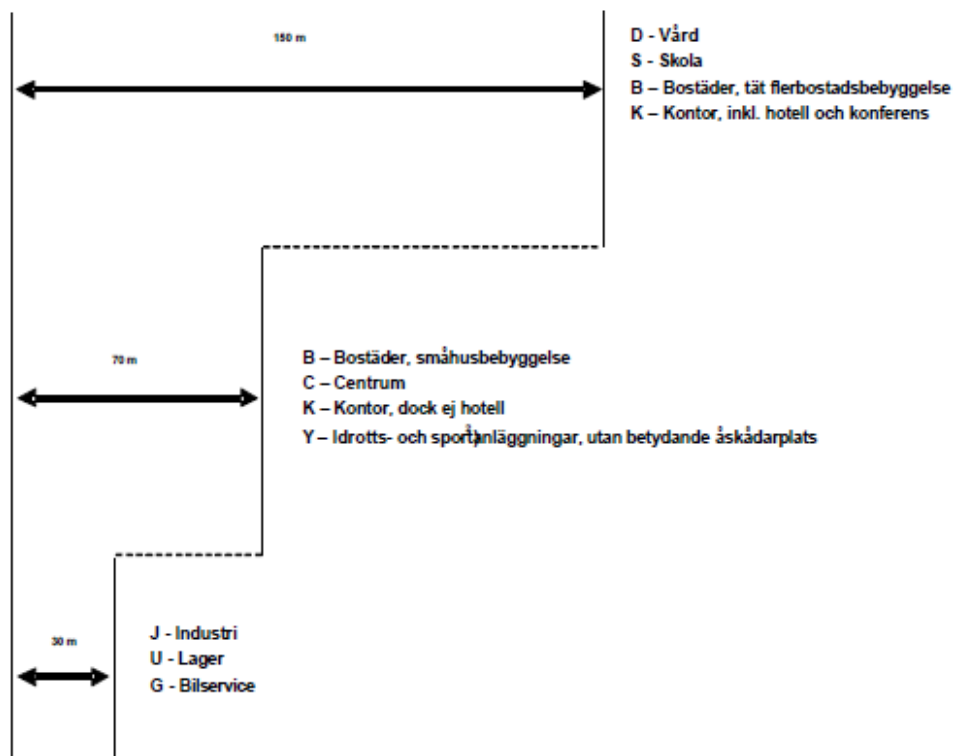 150 m
D - Vård
S - Skola
B – Bostäder, tät flerbostadsbebyggelse
K – Kontor, inkl. hotell och konferens
70 m
B – Bostäder, småhusbebyggelse
C – Centrum
K – Kontor, dock ej hotell
Y – Idrotts- och sportanläggningar, utan betydande åskådarplats
30 m
J - Industri
U - Lager
G - Bilservice